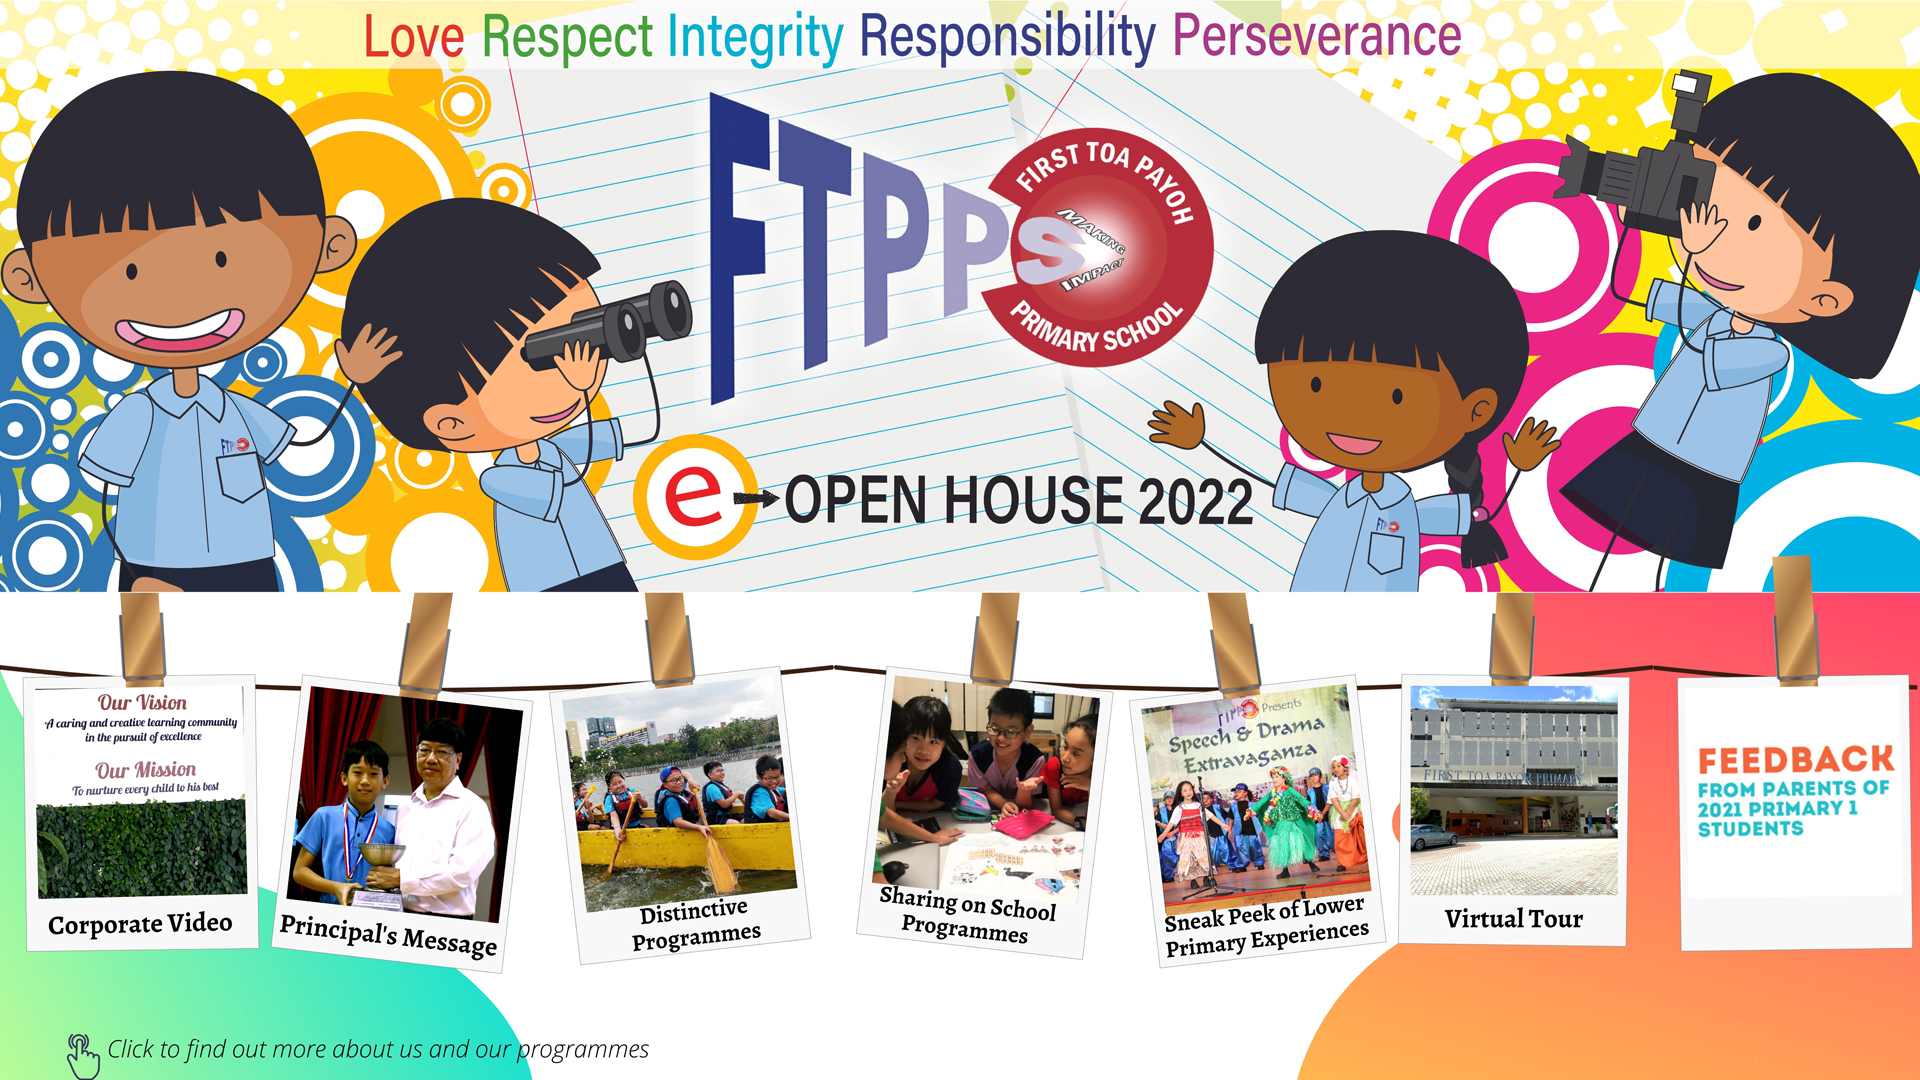 Love Respect Integrity Responsibility Perseverance
FTPPS
FIRST TOA PAYOH
MAKING
IMPACT
PRIMARY SCHOOL
e OPEN HOUSE 2022
FTPPS
FTPPS
Our Vision
A caring and creative learning community
in the pursuit of excellence
Our Mission
To nurture every child to his best
Corporate Video
Principal's Message
Distinctive
Programmes
Sharing on School
Programmes
FTPPS Presents
Speech & Drama
Extravaganza
Sneak Peek of Lower
Primary Experiences
FIRST TOA PAYOH PRIMARY
Virtual Tour
FEEDBACK
FROM PARENTS OF
2021 PRIMARY 1
STUDENTS
Click to find out more about us and our programmes